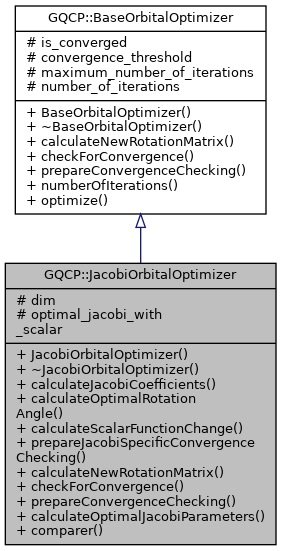 GQCP::BaseOrbitalOptimizer
# is_converged
# convergence_threshold
# maximum_number_of_iterations
# number_of_iterations
+ BaseOrbitalOptimizer()
+ ~BaseOrbitalOptimizer()
+ calculateNewRotationMatrix()
+ checkForConvergence()
+ prepareConvergenceChecking()
+ numberOfIterations()
+ optimize()
GQCP::JacobiOrbitalOptimizer
# dim
# optimal_jacobi_with
_scalar
+ JacobiOrbitalOptimizer()
+ ~JacobiOrbitalOptimizer()
+ calculateJacobiCoefficients()
+ calculateOptimalRotation
Angle()
+ calculateScalarFunctionChange()
+ prepareJacobiSpecificConvergence
Checking()
+ calculateNewRotationMatrix()
+ checkForConvergence()
+ prepareConvergenceChecking()
+ calculateOptimalJacobiParameters()
+ comparer()